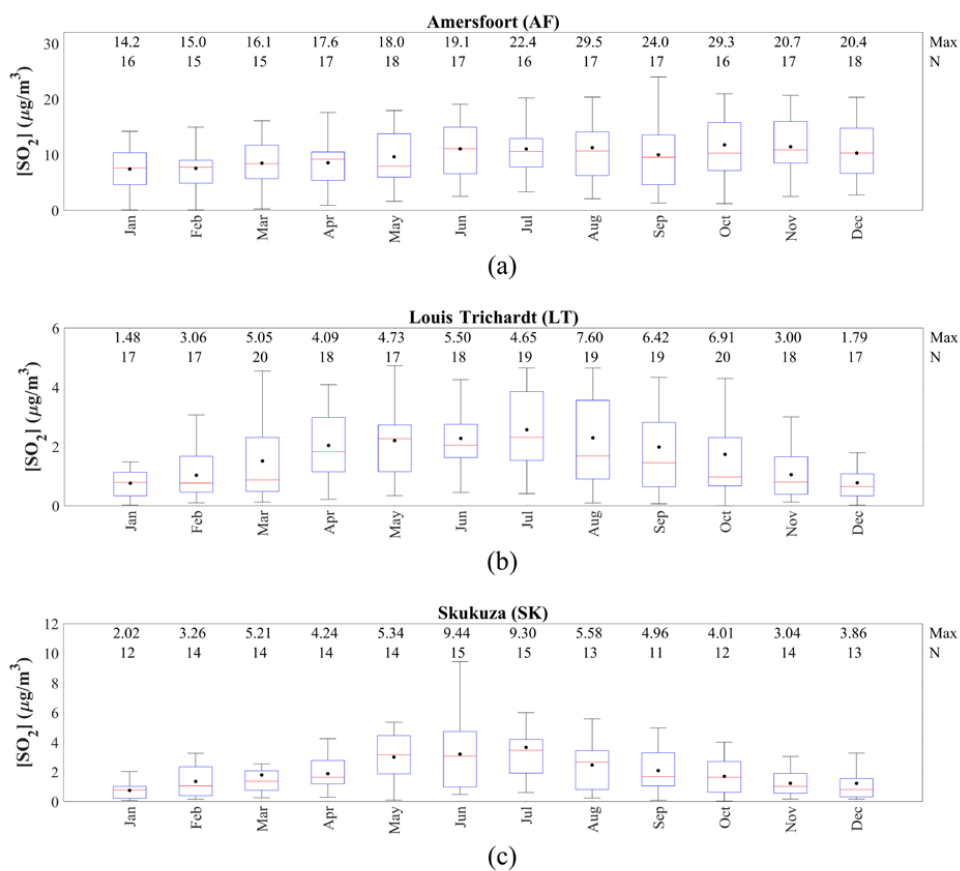 Amersfoort (AF)
14.2 15.0 16.1 17.6 18.0 19.1 22.4 29.5 24.0 29.3 20.7 20.4 Max
16 15 15 17 18 17 16 17 17 16 17 18 N
30
20
10
0
[SO2] (μg/m³)
Jan Feb Mar Apr May Jun Jul Aug Sep Oct Nov Dec
(a)
Louis Trichardt (LT)
1.48 3.06 5.05 4.09 4.73 5.50 4.65 7.60 6.42 6.91 3.00 1.79 Max
17 17 20 18 17 18 19 19 19 20 18 17 N
6
4
2
0
[SO2] (μg/m³)
Jan Feb Mar Apr May Jun Jul Aug Sep Oct Nov Dec
(b)
Skukuza (SK)
2.02 3.26 5.21 4.24 5.34 9.44 9.30 5.58 4.96 4.01 3.04 3.86 Max
12 14 14 14 14 15 15 13 11 12 14 13 N
12
10
8
6
4
2
0
[SO2] (μg/m³)
Jan Feb Mar Apr May Jun Jul Aug Sep Oct Nov Dec
(c)